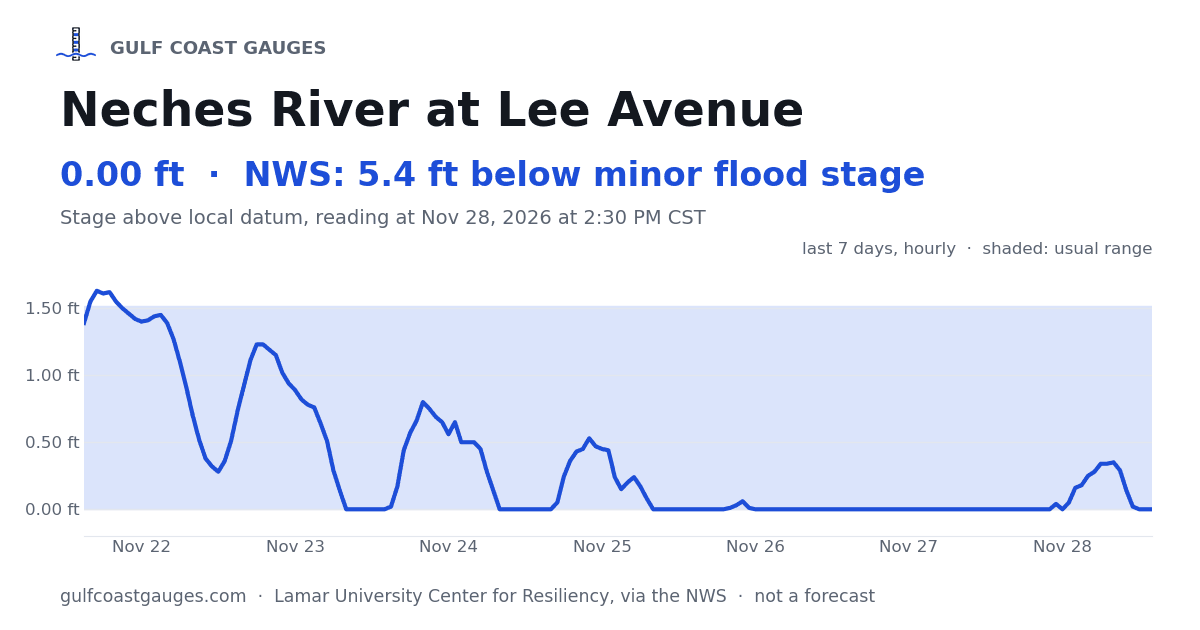 GULF COAST GAUGES
Neches River at Lee Avenue
0.00 ft · NWS: 5.4 ft below minor flood stage
Stage above local datum, reading at Nov 28, 2026 at 2:30 PM CST
last 7 days, hourly · shaded: usual range
1.50 ft
1.00 ft
0.50 ft
0.00 ft
Nov 22 Nov 23 Nov 24 Nov 25 Nov 26 Nov 27 Nov 28
gulfcoastgauges.com · Lamar University Center for Resiliency, via the NWS · not a forecast